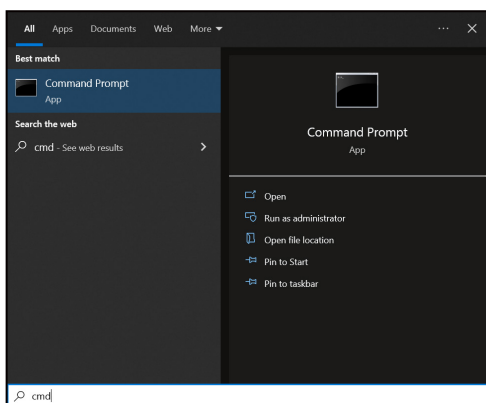 All Apps Documents Web More
Best match
Command Prompt
App
Search the web
cmd - See web results
Command Prompt
App
Open
Run as administrator
Open file location
Pin to Start
Pin to taskbar
cmd